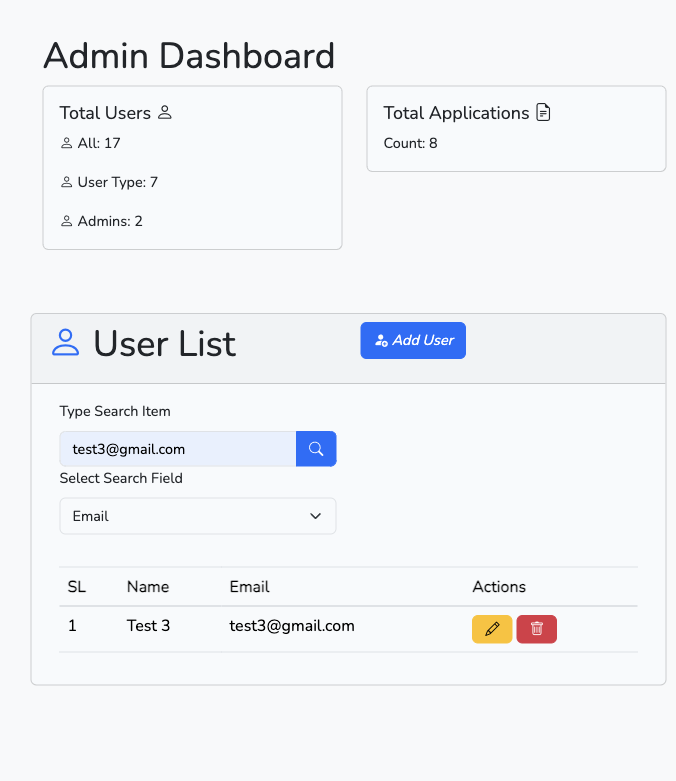 Admin Dashboard
Total Users
All: 17
User Type: 7
Admins: 2
Total Applications
Count: 8
User List
Add User
Type Search Item
test3@gmail.com
Select Search Field
Email
SL Name Email Actions
1 Test 3 test3@gmail.com